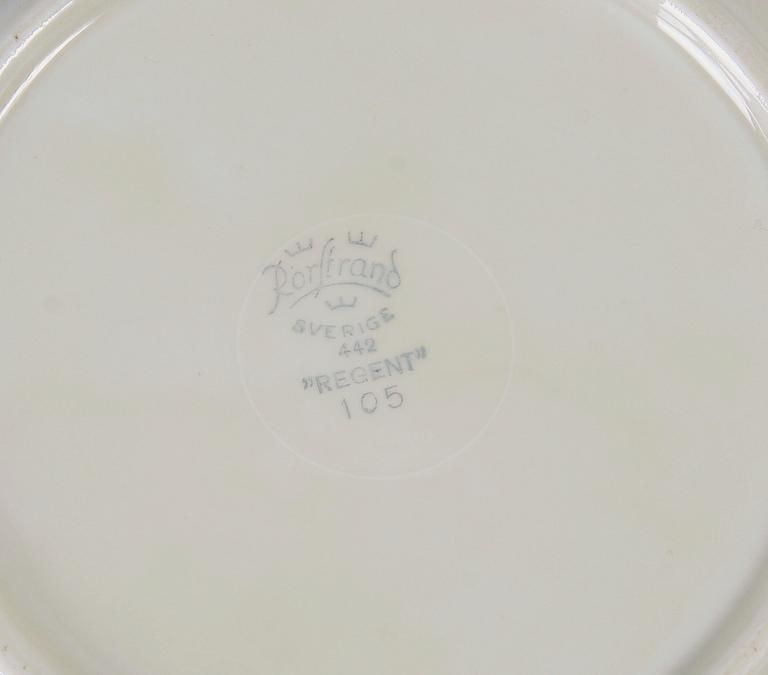 Rörstrand
SVERIGE
442
"REGENT"
105